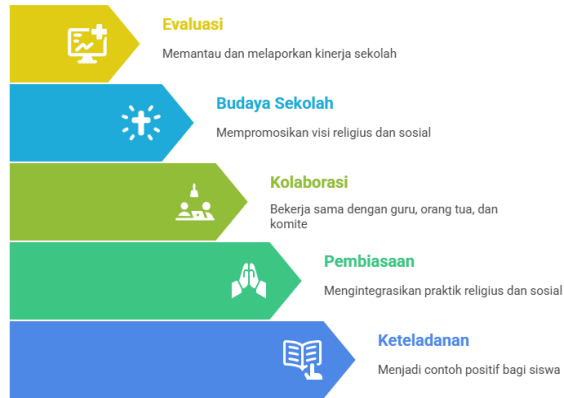 Evaluasi
Memantau dan melaporkan kinerja sekolah
Budaya Sekolah
Mempromosikan visi religius dan sosial
Kolaborasi
Bekerja sama dengan guru, orang tua, dan
komite
Pembiasaan
Mengintegrasikan praktik religius dan sosial
Keteladanan
Menjadi contoh positif bagi siswa